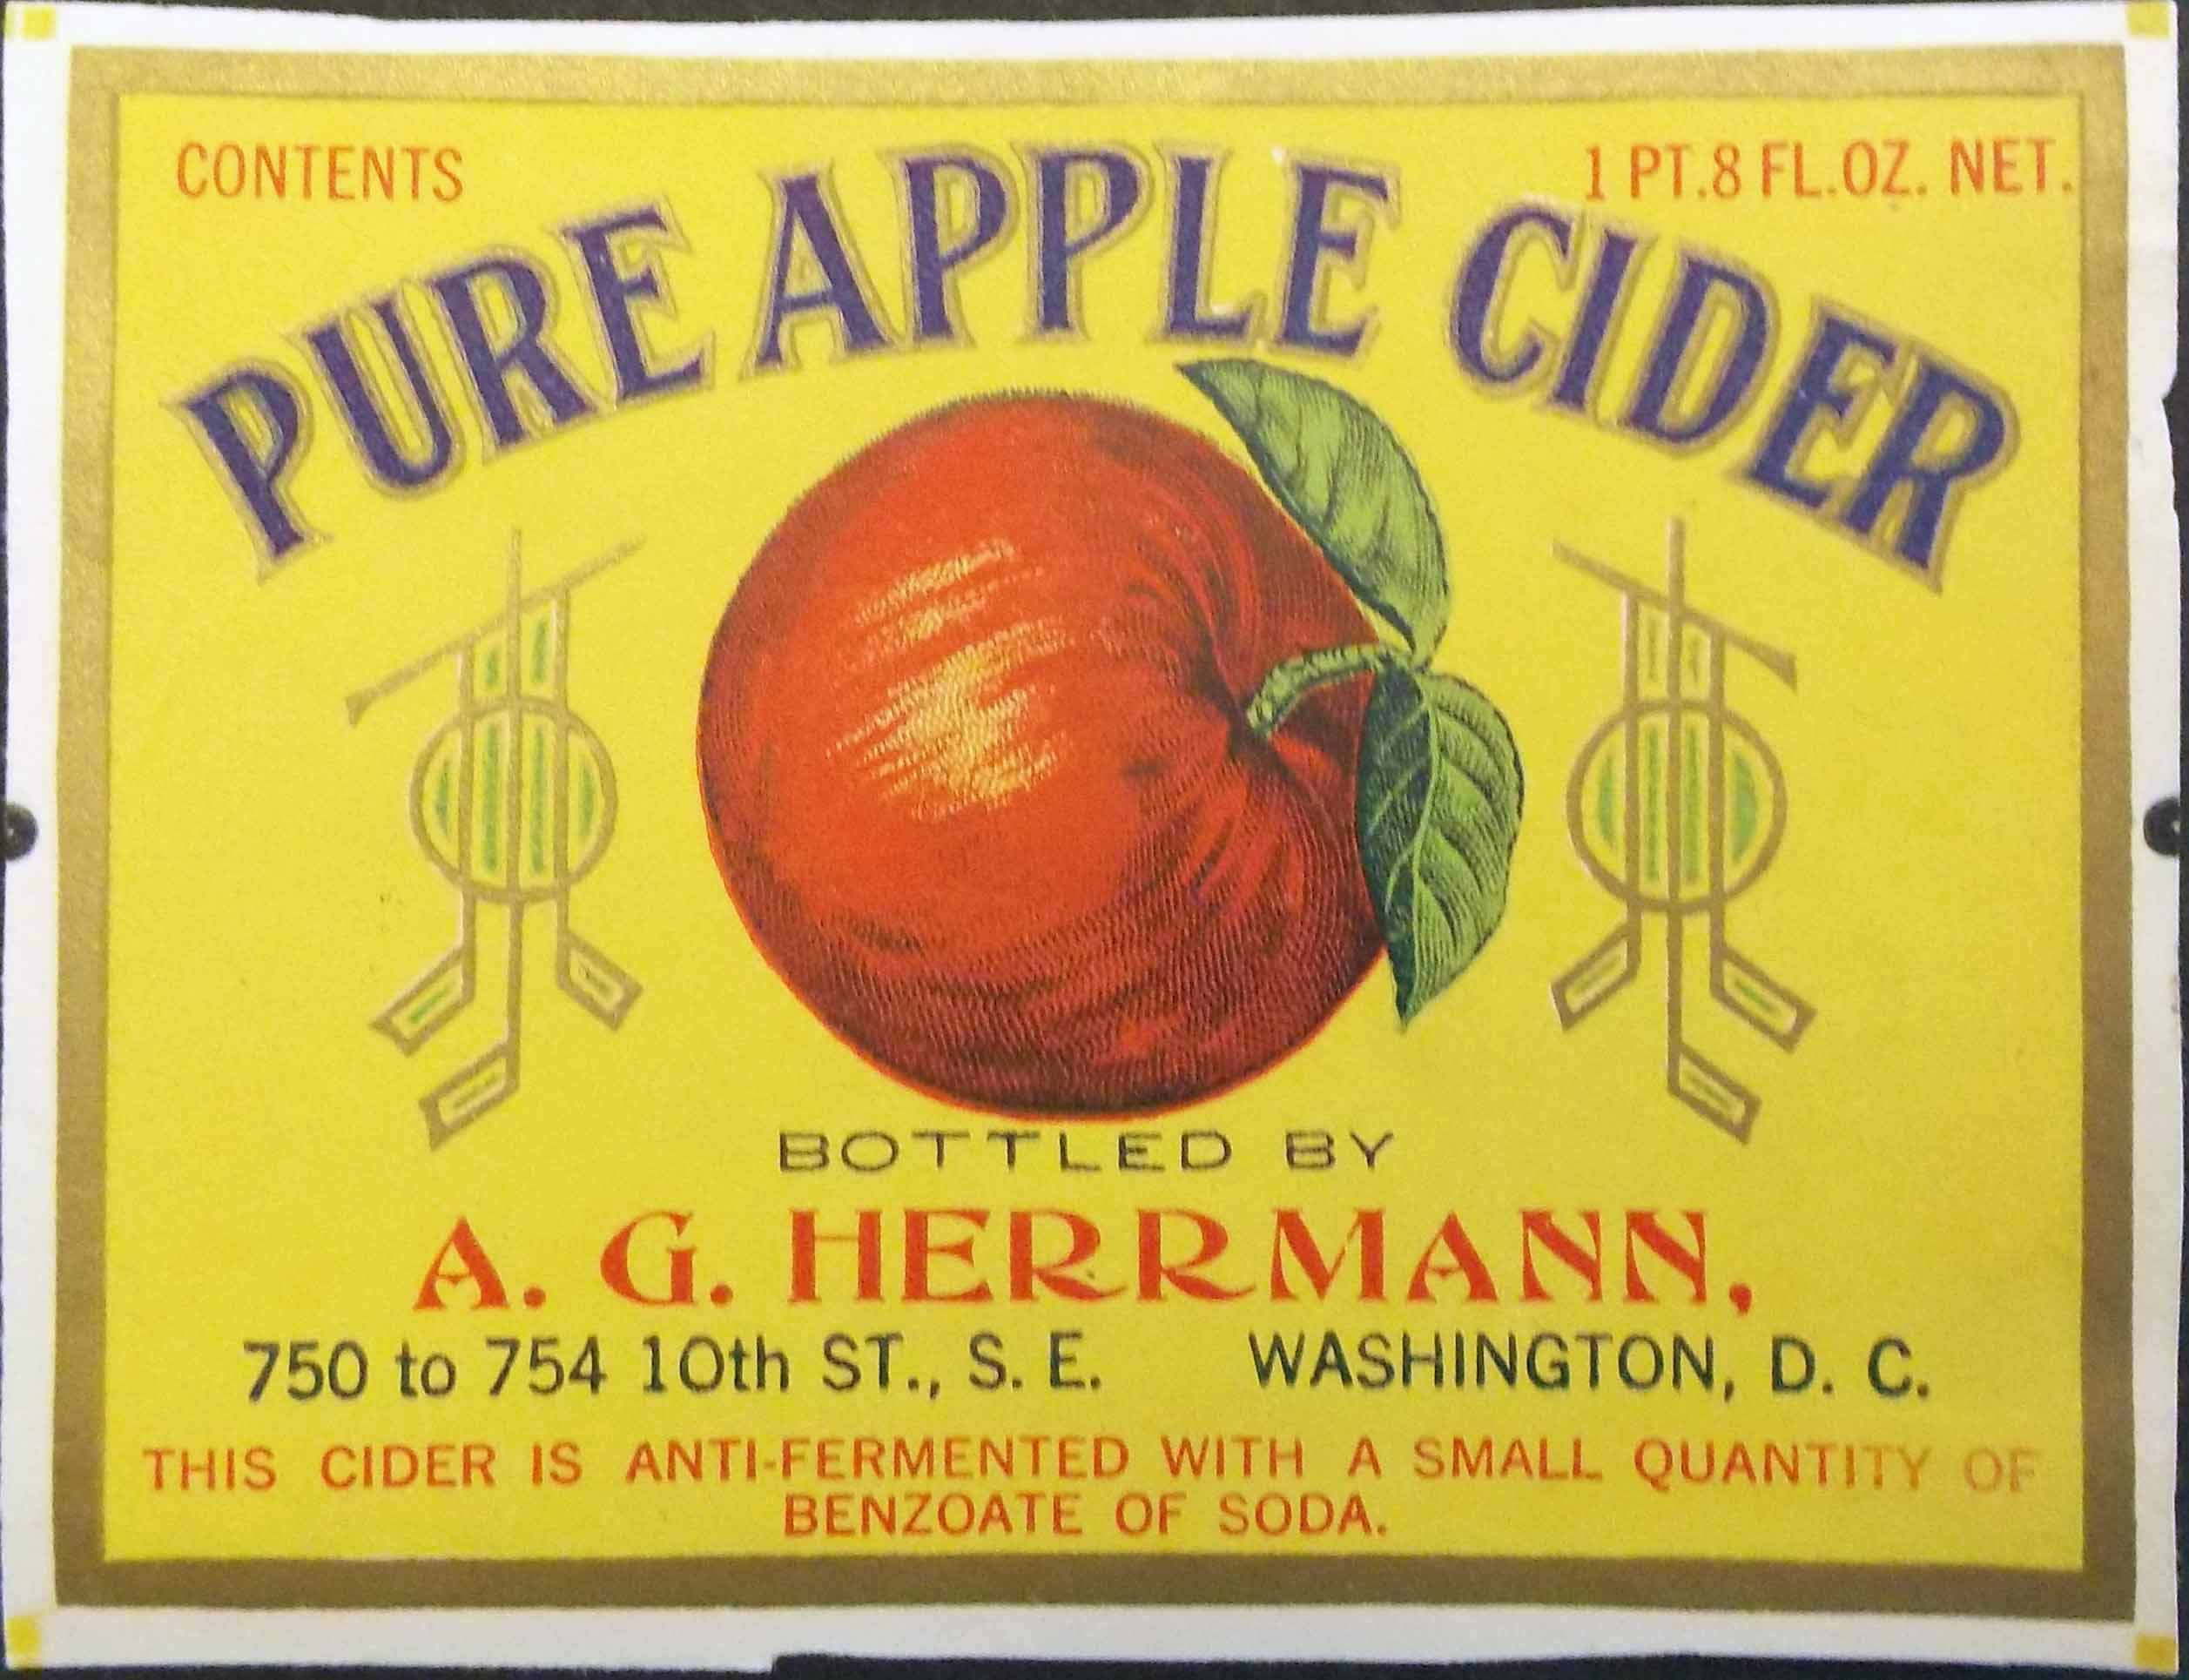 CONTENTS
1 PT. 8 FL. OZ. NET.
PURE APPLE CIDER
BOTTLED BY
A. G. HERRMANN,
750 to 754 10th ST., S. E. WASHINGTON, D. C.
THIS CIDER IS ANTI-FERMENTED WITH A SMALL QUANTITY OF
BENZOATE OF SODA.